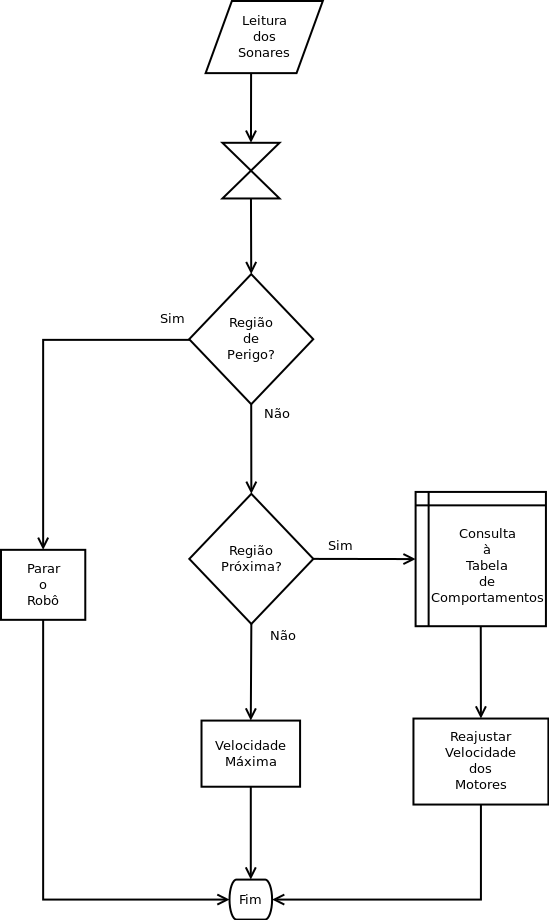 Leitura
dos
Sonares
Sim
Região
de
Perigo?
Não
Região
Próxima?
Sim
Consulta
à
Tabela
de
Comportamentos
Parar
o
Robô
Não
Velocidade
Máxima
Reajustar
Velocidade
dos
Motores
Fim